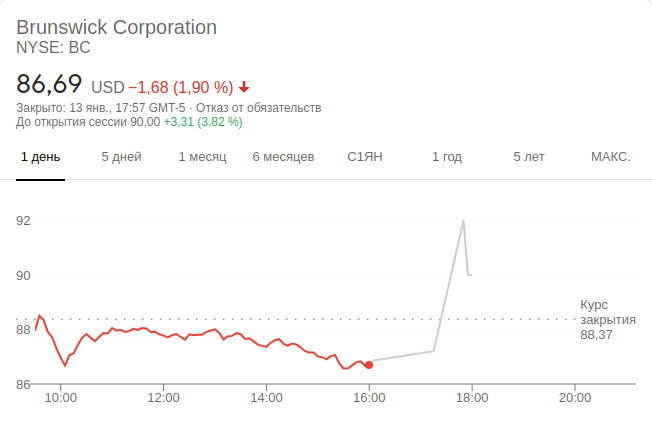 Brunswick Corporation
NYSE: BC
86,69 USD −1,68 (1,90 %)
Закрыто: 13 янв., 17:57 GMT-5 · Отказ от обязательств
До открытия сессии 90,00 +3,31 (3,82 %)
1 день 5 дней 1 месяц 6 месяцев С1ЯН 1 год 5 лет МАКС.
92
90
Курс
закрытия
88,37
88
86
10:00 12:00 14:00 16:00 18:00 20:00